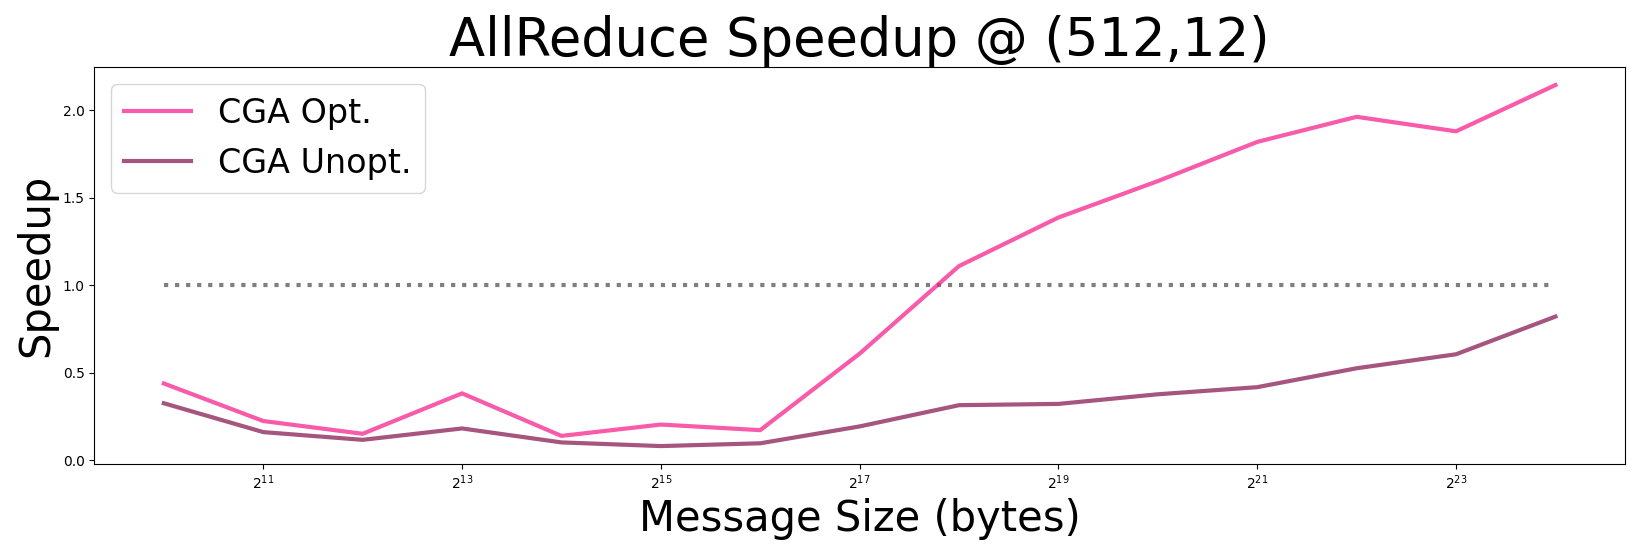 AllReduce Speedup @ (512,12)
CGA Opt.
CGA Unopt.
Speedup
2.0
1.5
1.0
0.5
0.0
2^11 2^13 2^15 2^17 2^19 2^21 2^23
Message Size (bytes)